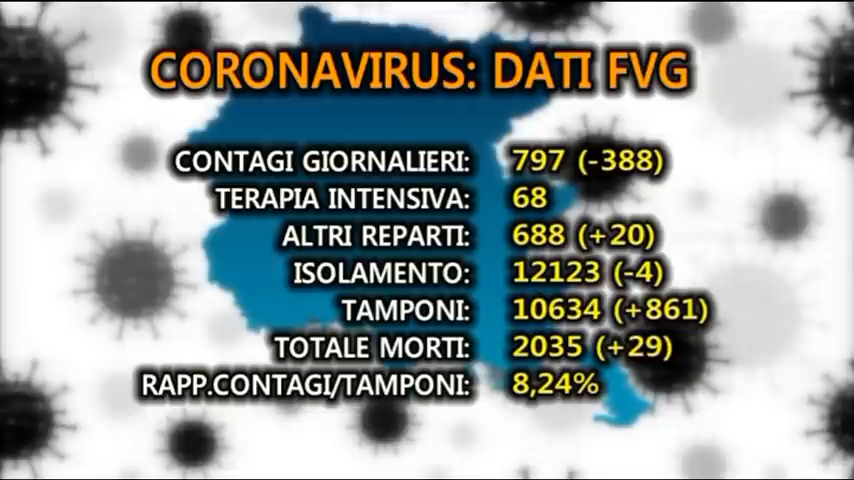 CORONAVIRUS: DATI FVG
CONTAGI GIORNALIERI: 797 (-388)
TERAPIA INTENSIVA: 68
ALTRI REPARTI: 688 (+20)
ISOLAMENTO: 12123 (-4)
TAMPONI: 10634 (+861)
TOTALE MORTI: 2035 (+29)
RAPP.CONTAGI/TAMPONI: 8,24%